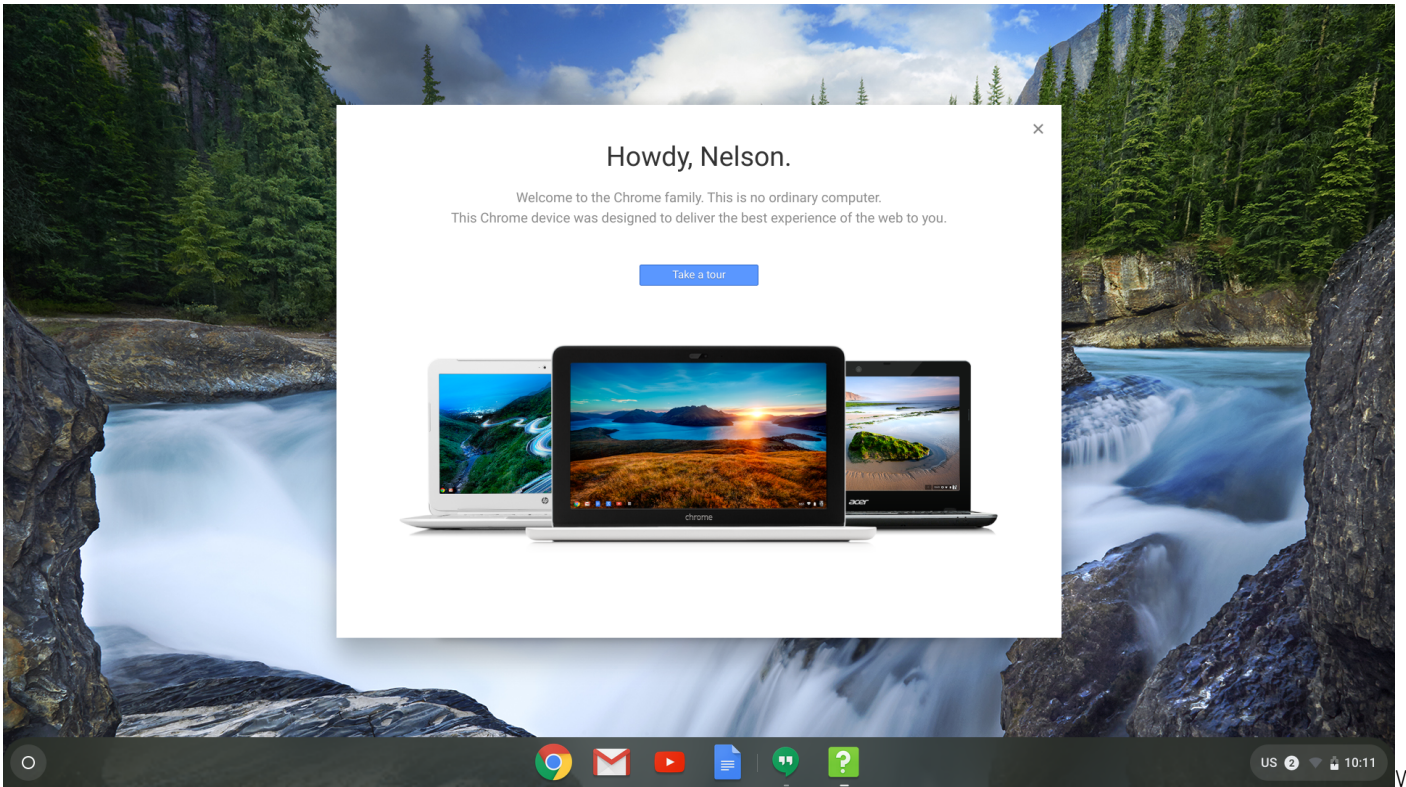 Howdy, Nelson.
Welcome to the Chrome family. This is no ordinary computer.
This Chrome device was designed to deliver the best experience of the web to you.
Take a tour
chrome
acer
US 2 10:11